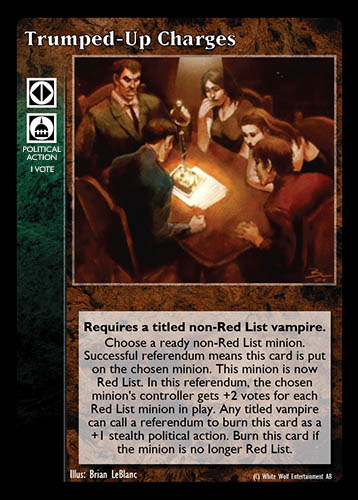 Trumped-Up Charges
POLITICAL
ACTION
1 VOTE
Requires a titled non-Red List vampire.
Choose a ready non-Red List minion.
Successful referendum means this card is put
on the chosen minion. This minion is now
Red List. In this referendum, the chosen
minion's controller gets +2 votes for each
Red List minion in play. Any titled vampire
can call a referendum to burn this card as a
+1 stealth political action. Burn this card if
the minion is no longer Red List.
Illus: Brian LeBlanc
(C) White Wolf Entertainment AB